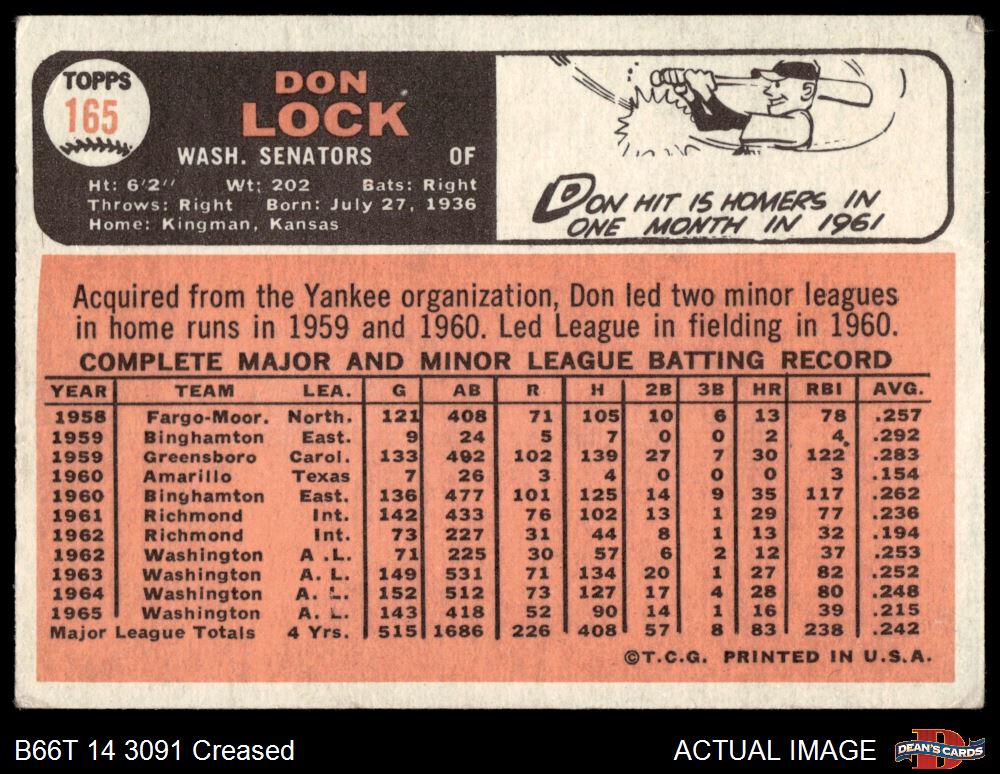 TOPPS
165
DON
LOCK
WASH. SENATORS OF
Ht: 6'2" Wt: 202 Bats: Right
Throws: Right Born: July 27, 1936
Home: Kingman, Kansas
DON HIT 15 HOMERS IN
ONE MONTH IN 1961
Acquired from the Yankee organization, Don led two minor leagues
in home runs in 1959 and 1960. Led League in fielding in 1960.
COMPLETE MAJOR AND MINOR LEAGUE BATTING RECORD
YEAR TEAM LEA. G AB R H 2B 3B HR RBI AVG.
1958 Fargo-Moor. North. 121 408 71 105 10 6 13 78 .257
1959 Binghamton East. 9 24 5 7 0 0 2 4 .292
1959 Greensboro Carol. 133 492 102 139 27 7 30 122 .283
1960 Amarillo Texas 7 26 3 4 0 0 0 3 .154
1960 Binghamton East. 136 477 101 125 14 9 35 117 .262
1961 Richmond Int. 142 433 76 102 13 1 29 77 .236
1962 Richmond Int. 73 227 31 44 8 1 13 32 .194
1962 Washington A .L. 71 225 30 57 6 2 12 37 .253
1963 Washington A. L. 149 531 71 134 20 1 27 82 .252
1964 Washington A. L. 152 512 73 127 17 4 28 80 .248
1965 Washington A. L. 143 418 52 90 14 1 16 39 .215
Major League Totals 4 Yrs. 515 1686 226 408 57 8 83 238 .242
©T.C.G. PRINTED IN U.S.A.
B66T 14 3091 Creased
ACTUAL IMAGE
D
DEAN'S CARDS